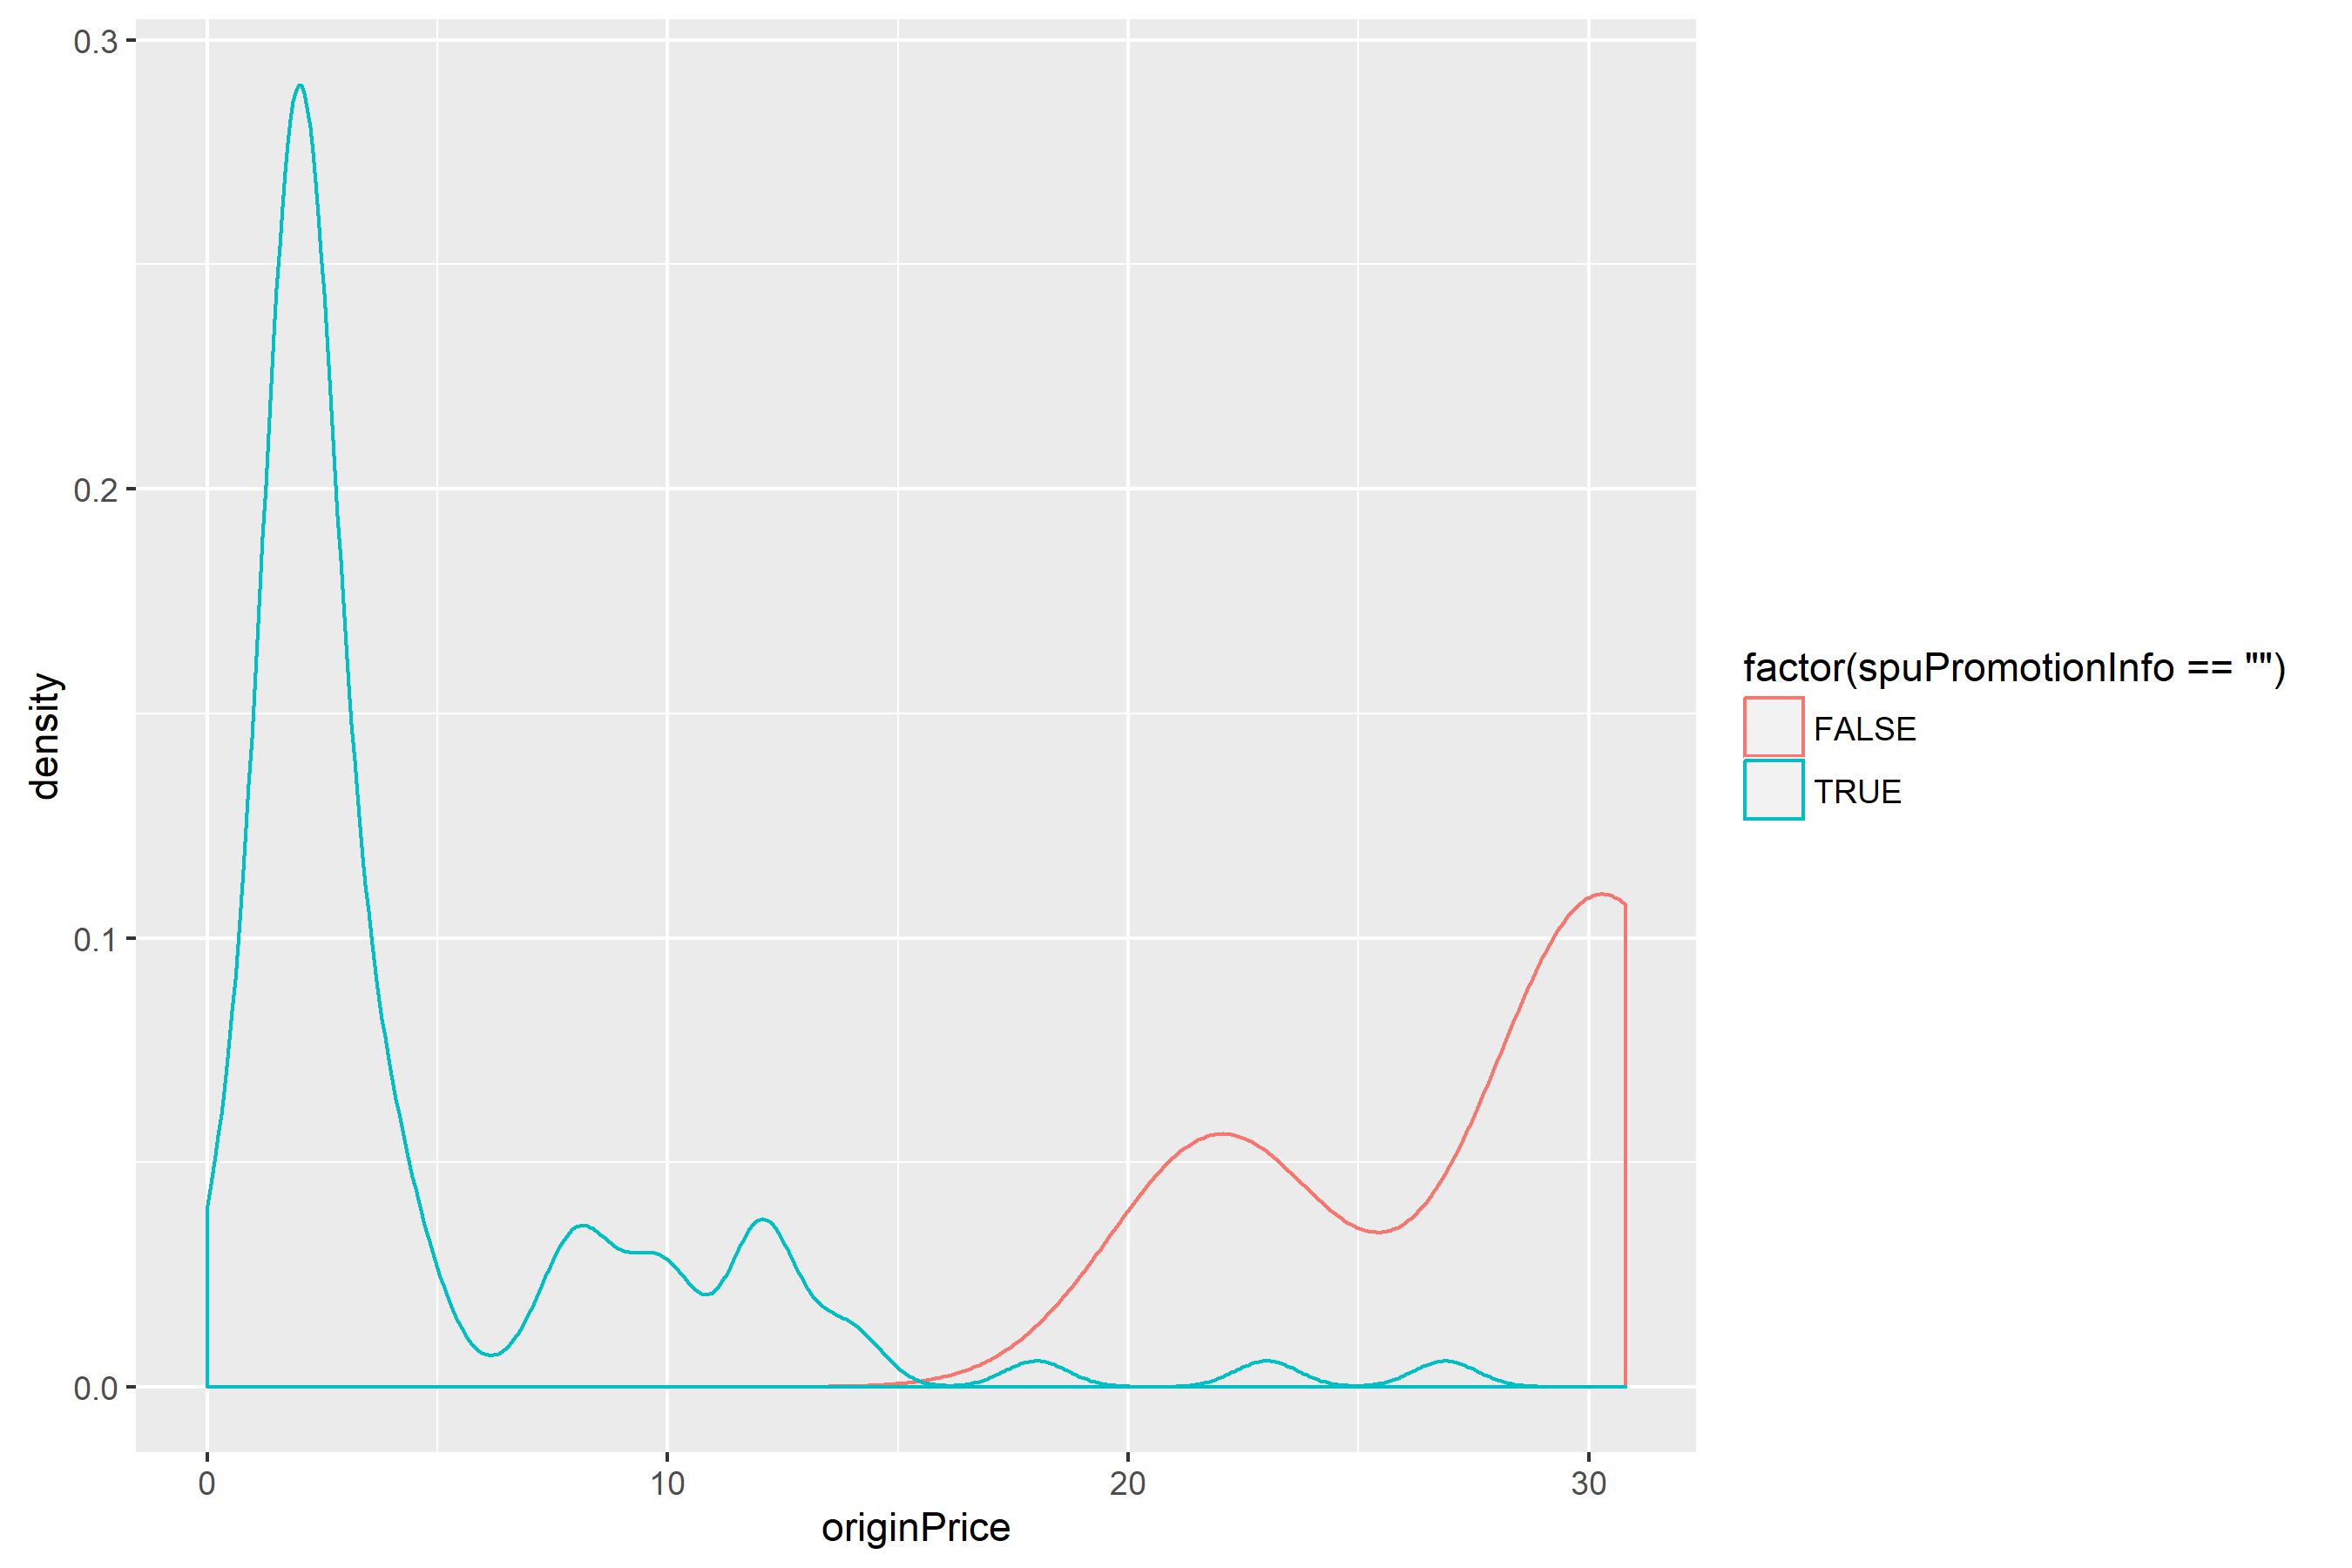 0.3
0.2
0.1
0.0
density
0
10
20
30
originPrice
factor(spuPromotionInfo == "")
FALSE
TRUE